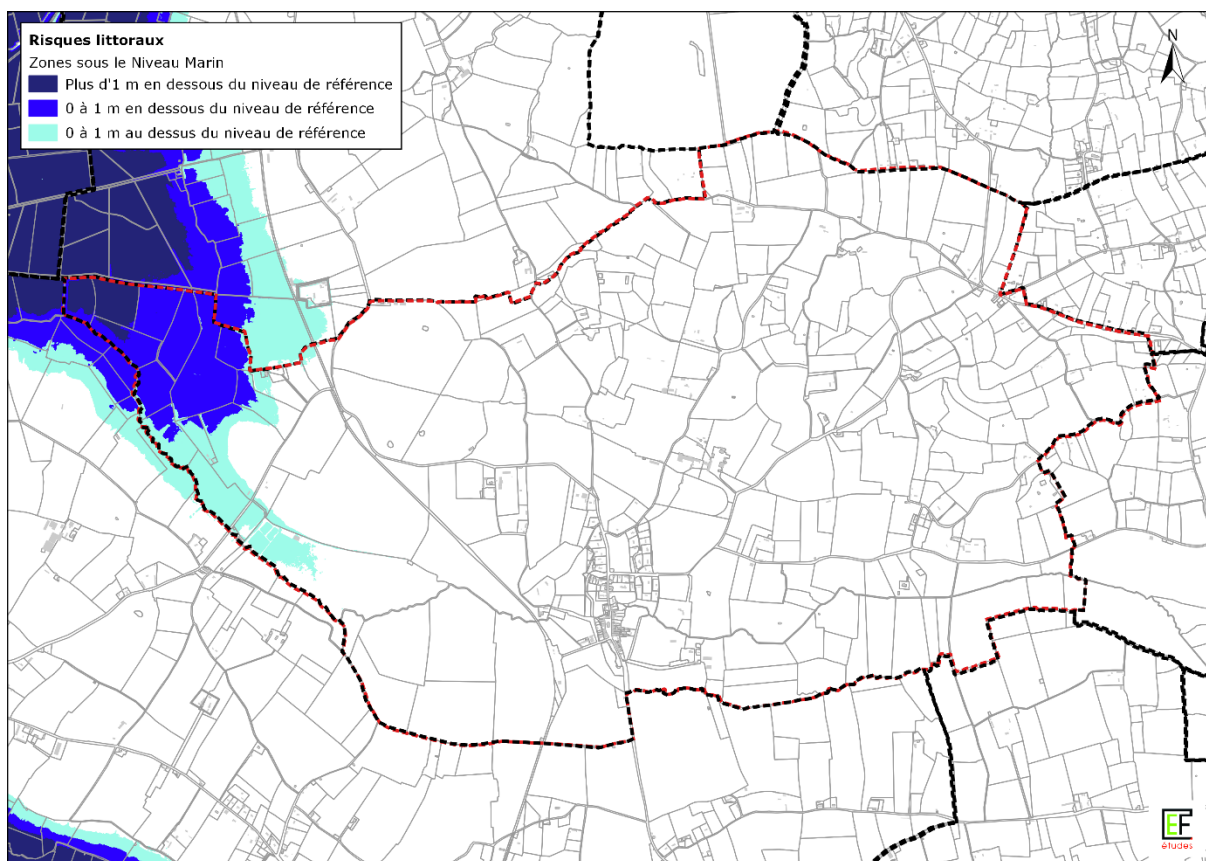 Risques littoraux
Zones sous le Niveau Marin
Plus d'1 m en dessous du niveau de référence
0 à 1 m en dessous du niveau de référence
0 à 1 m au dessus du niveau de référence
N
EF
études